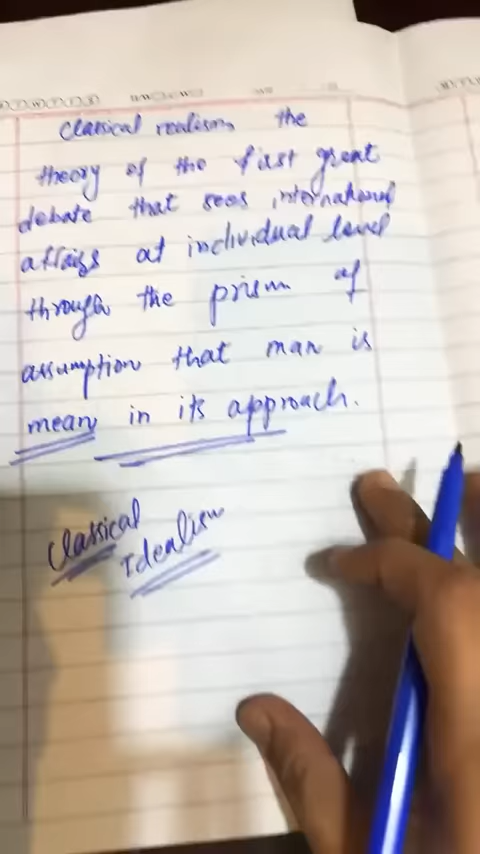 classical realism, the
theory of the first great
debate that sees international
affairs at individual level
through the prism of
assumption that man is
mean in its approach.
classical
Idealism